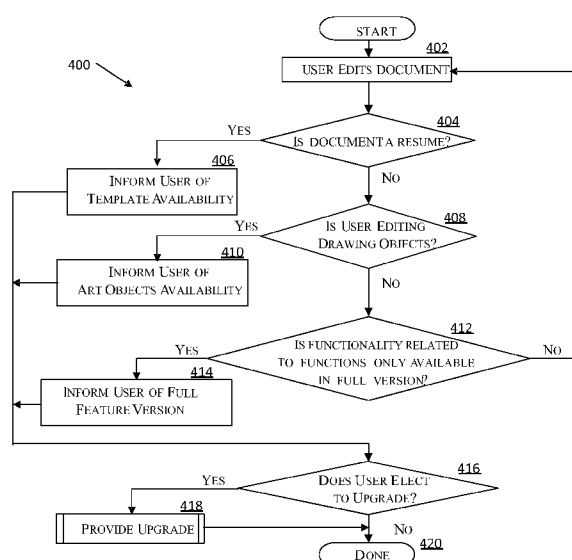 START
402
USER EDITS DOCUMENT
400
404
YES
IS DOCUMENT A RESUME?
406
INFORM USER OF
TEMPLATE AVAILABILITY
NO
408
YES
IS USER EDITING
DRAWING OBJECTS?
410
INFORM USER OF
ART OBJECTS AVAILABILITY
NO
412
YES
IS FUNCTIONALITY RELATED
TO FUNCTIONS ONLY AVAILABLE
IN FULL VERSION?
NO
414
INFORM USER OF FULL
FEATURE VERSION
416
YES
DOES USER ELECT
TO UPGRADE?
418
PROVIDE UPGRADE
NO
420
DONE